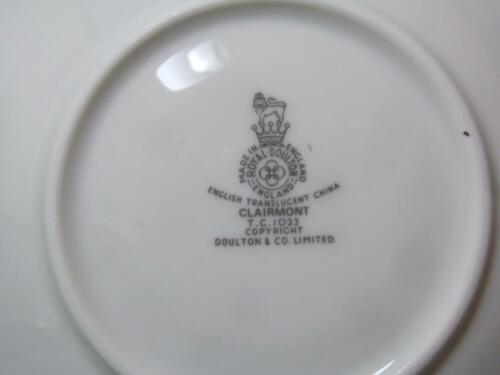 MADE IN ENGLAND
ROYAL DOULTON
ENGLAND
ENGLISH TRANSLUCENT CHINA
CLAIRMONT
T.C.1033
COPYRIGHT
DOULTON & CO. LIMITED.